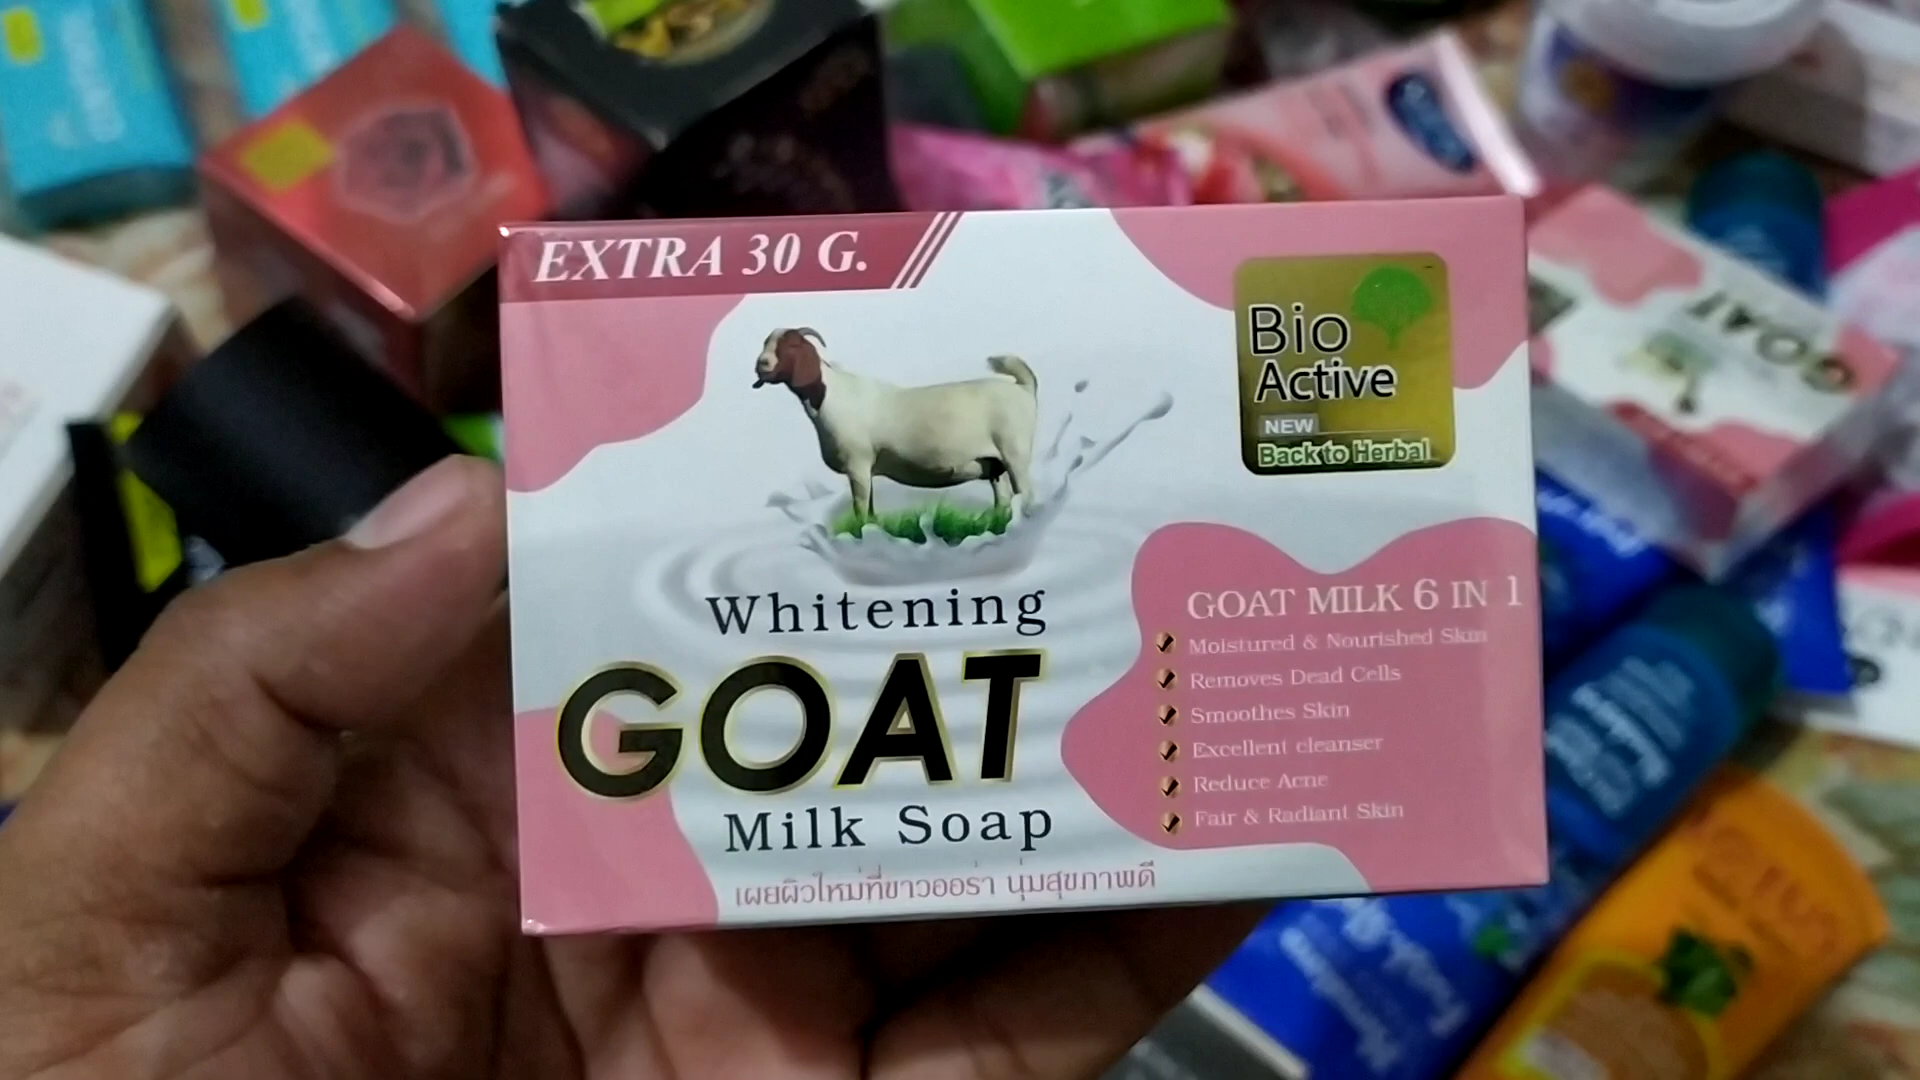 EXTRA 30 G.
Bio
Active
NEW
Back to Herbal
Whitening
GOAT
Milk Soap
เผยผิวใหม่ที่ขาวออร่า นุ่มสุขภาพดี
GOAT MILK 6 IN 1
Moistured & Nourished Skin
Removes Dead Cells
Smoothes Skin
Excellent cleanser
Reduce Acne
Fair & Radiant Skin
GOAT